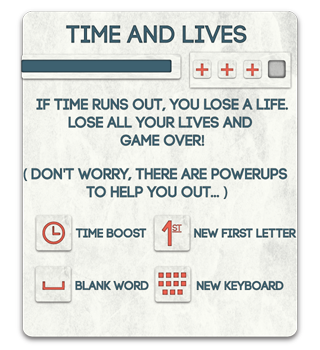 TIME AND LIVES
IF TIME RUNS OUT, YOU LOSE A LIFE.
LOSE ALL YOUR LIVES AND
GAME OVER!
( DON'T WORRY, THERE ARE POWERUPS
TO HELP YOU OUT... )
TIME BOOST
1ST NEW FIRST LETTER
BLANK WORD
NEW KEYBOARD